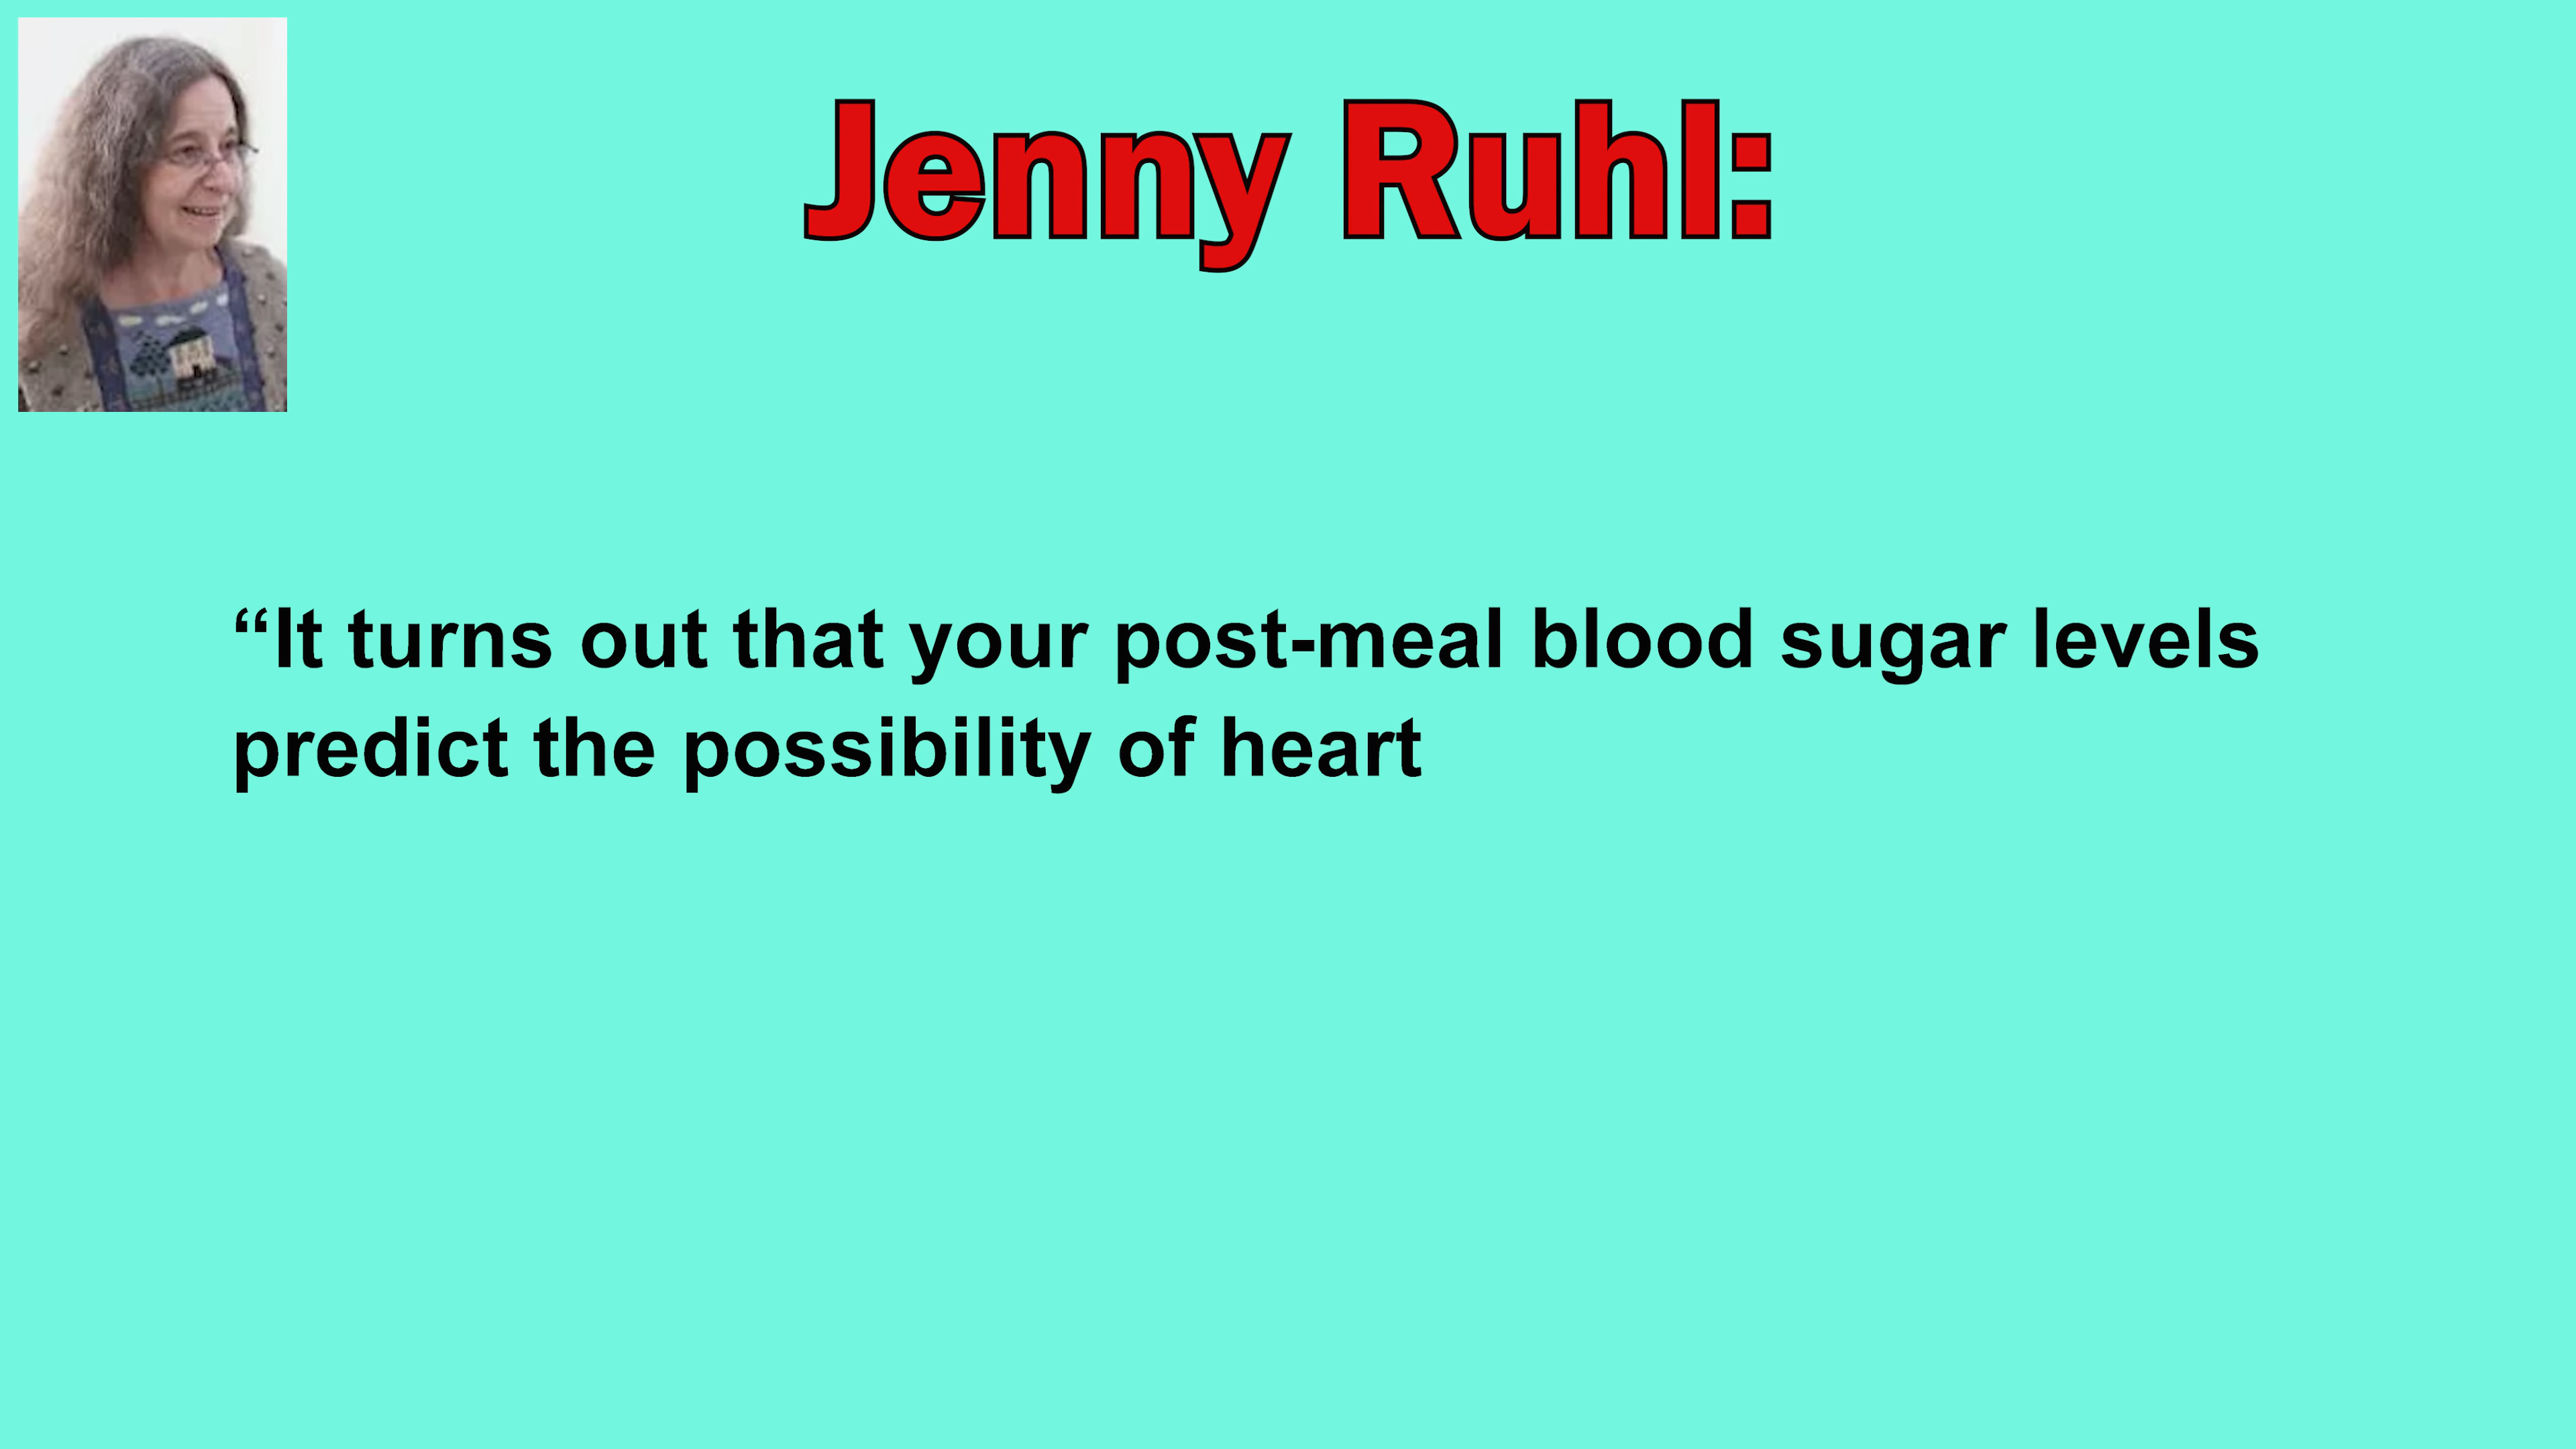 Jenny Ruhl:
“It turns out that your post-meal blood sugar levels
predict the possibility of heart